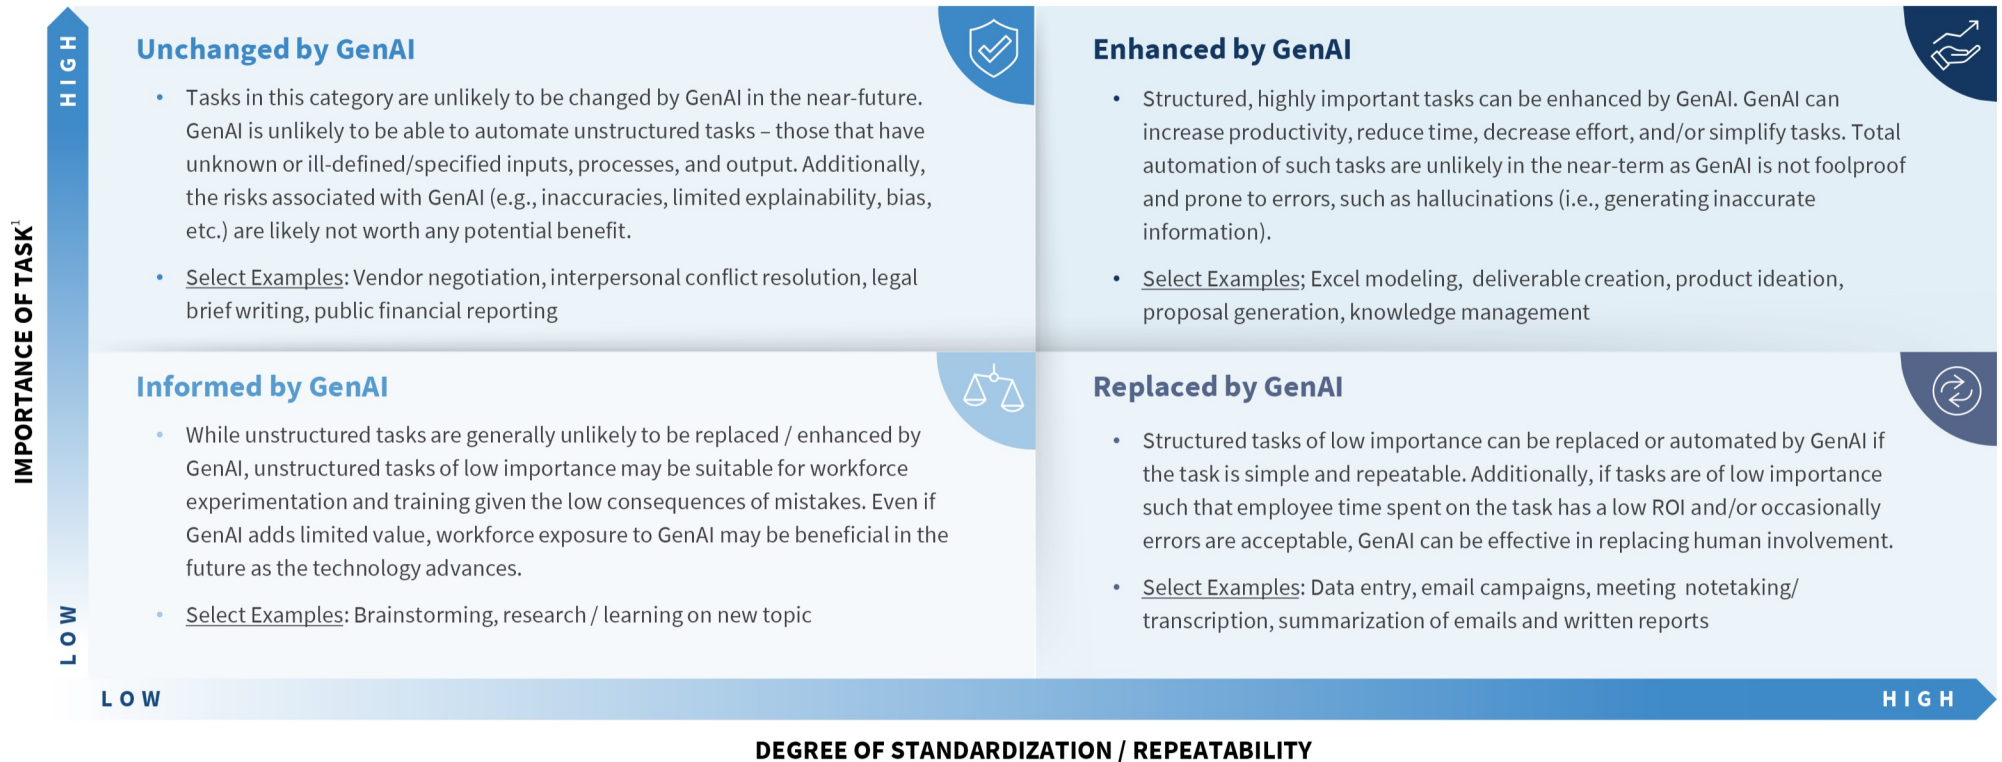 HIGH
IMPORTANCE OF TASK¹
LOW
Unchanged by GenAI
• Tasks in this category are unlikely to be changed by GenAI in the near-future.
GenAI is unlikely to be able to automate unstructured tasks – those that have
unknown or ill-defined/specified inputs, processes, and output. Additionally,
the risks associated with GenAI (e.g., inaccuracies, limited explainability, bias,
etc.) are likely not worth any potential benefit.
• Select Examples: Vendor negotiation, interpersonal conflict resolution, legal
brief writing, public financial reporting
Enhanced by GenAI
• Structured, highly important tasks can be enhanced by GenAI. GenAI can
increase productivity, reduce time, decrease effort, and/or simplify tasks. Total
automation of such tasks are unlikely in the near-term as GenAI is not foolproof
and prone to errors, such as hallucinations (i.e., generating inaccurate
information).
• Select Examples; Excel modeling, deliverable creation, product ideation,
proposal generation, knowledge management
Informed by GenAI
• While unstructured tasks are generally unlikely to be replaced / enhanced by
GenAI, unstructured tasks of low importance may be suitable for workforce
experimentation and training given the low consequences of mistakes. Even if
GenAI adds limited value, workforce exposure to GenAI may be beneficial in the
future as the technology advances.
• Select Examples: Brainstorming, research / learning on new topic
Replaced by GenAI
• Structured tasks of low importance can be replaced or automated by GenAI if
the task is simple and repeatable. Additionally, if tasks are of low importance
such that employee time spent on the task has a low ROI and/or occasionally
errors are acceptable, GenAI can be effective in replacing human involvement.
• Select Examples: Data entry, email campaigns, meeting notetaking/
transcription, summarization of emails and written reports
LOW
HIGH
DEGREE OF STANDARDIZATION / REPEATABILITY